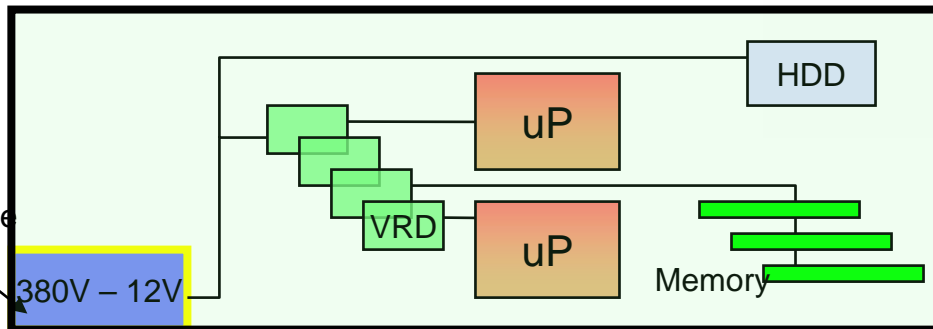 HDD
uP
VRD
uP
e
Memory
380V – 12V